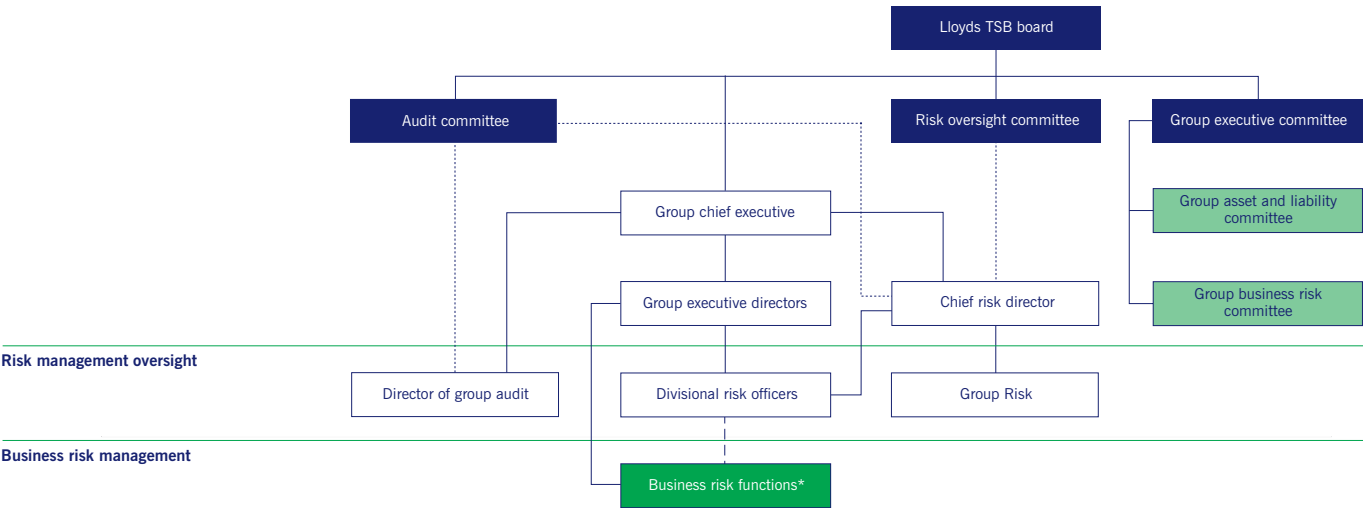 Lloyds TSB board
Audit committee
Risk oversight committee
Group executive committee
Group chief executive
Group asset and liability
committee
Group executive directors
Chief risk director
Group business risk
committee
Risk management oversight
Director of group audit
Divisional risk officers
Group Risk
Business risk management
Business risk functions*